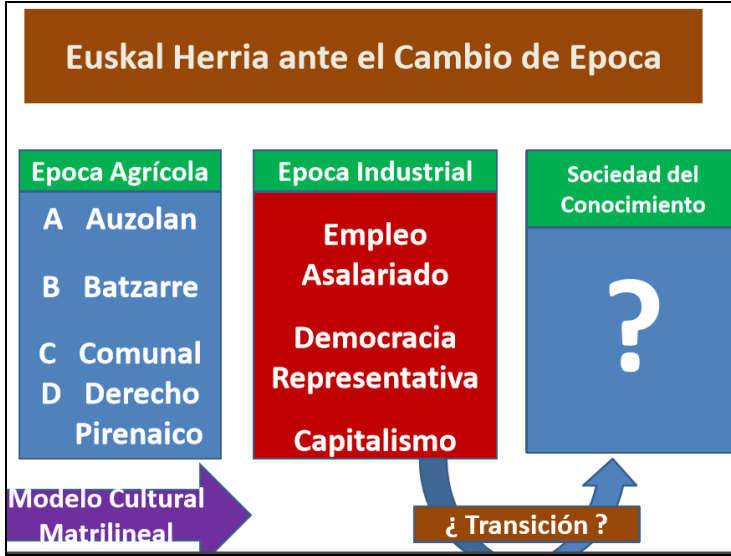 Euskal Herria ante el Cambio de Epoca
Epoca Agrícola
A Auzolan
B Batzarre
C Comunal
D Derecho
Pirenaico
Epoca Industrial
Empleo
Asalariado
Democracia
Representativa
Capitalismo
Sociedad del
Conocimiento
?
Modelo Cultural
Matrilineal
¿ Transición ?